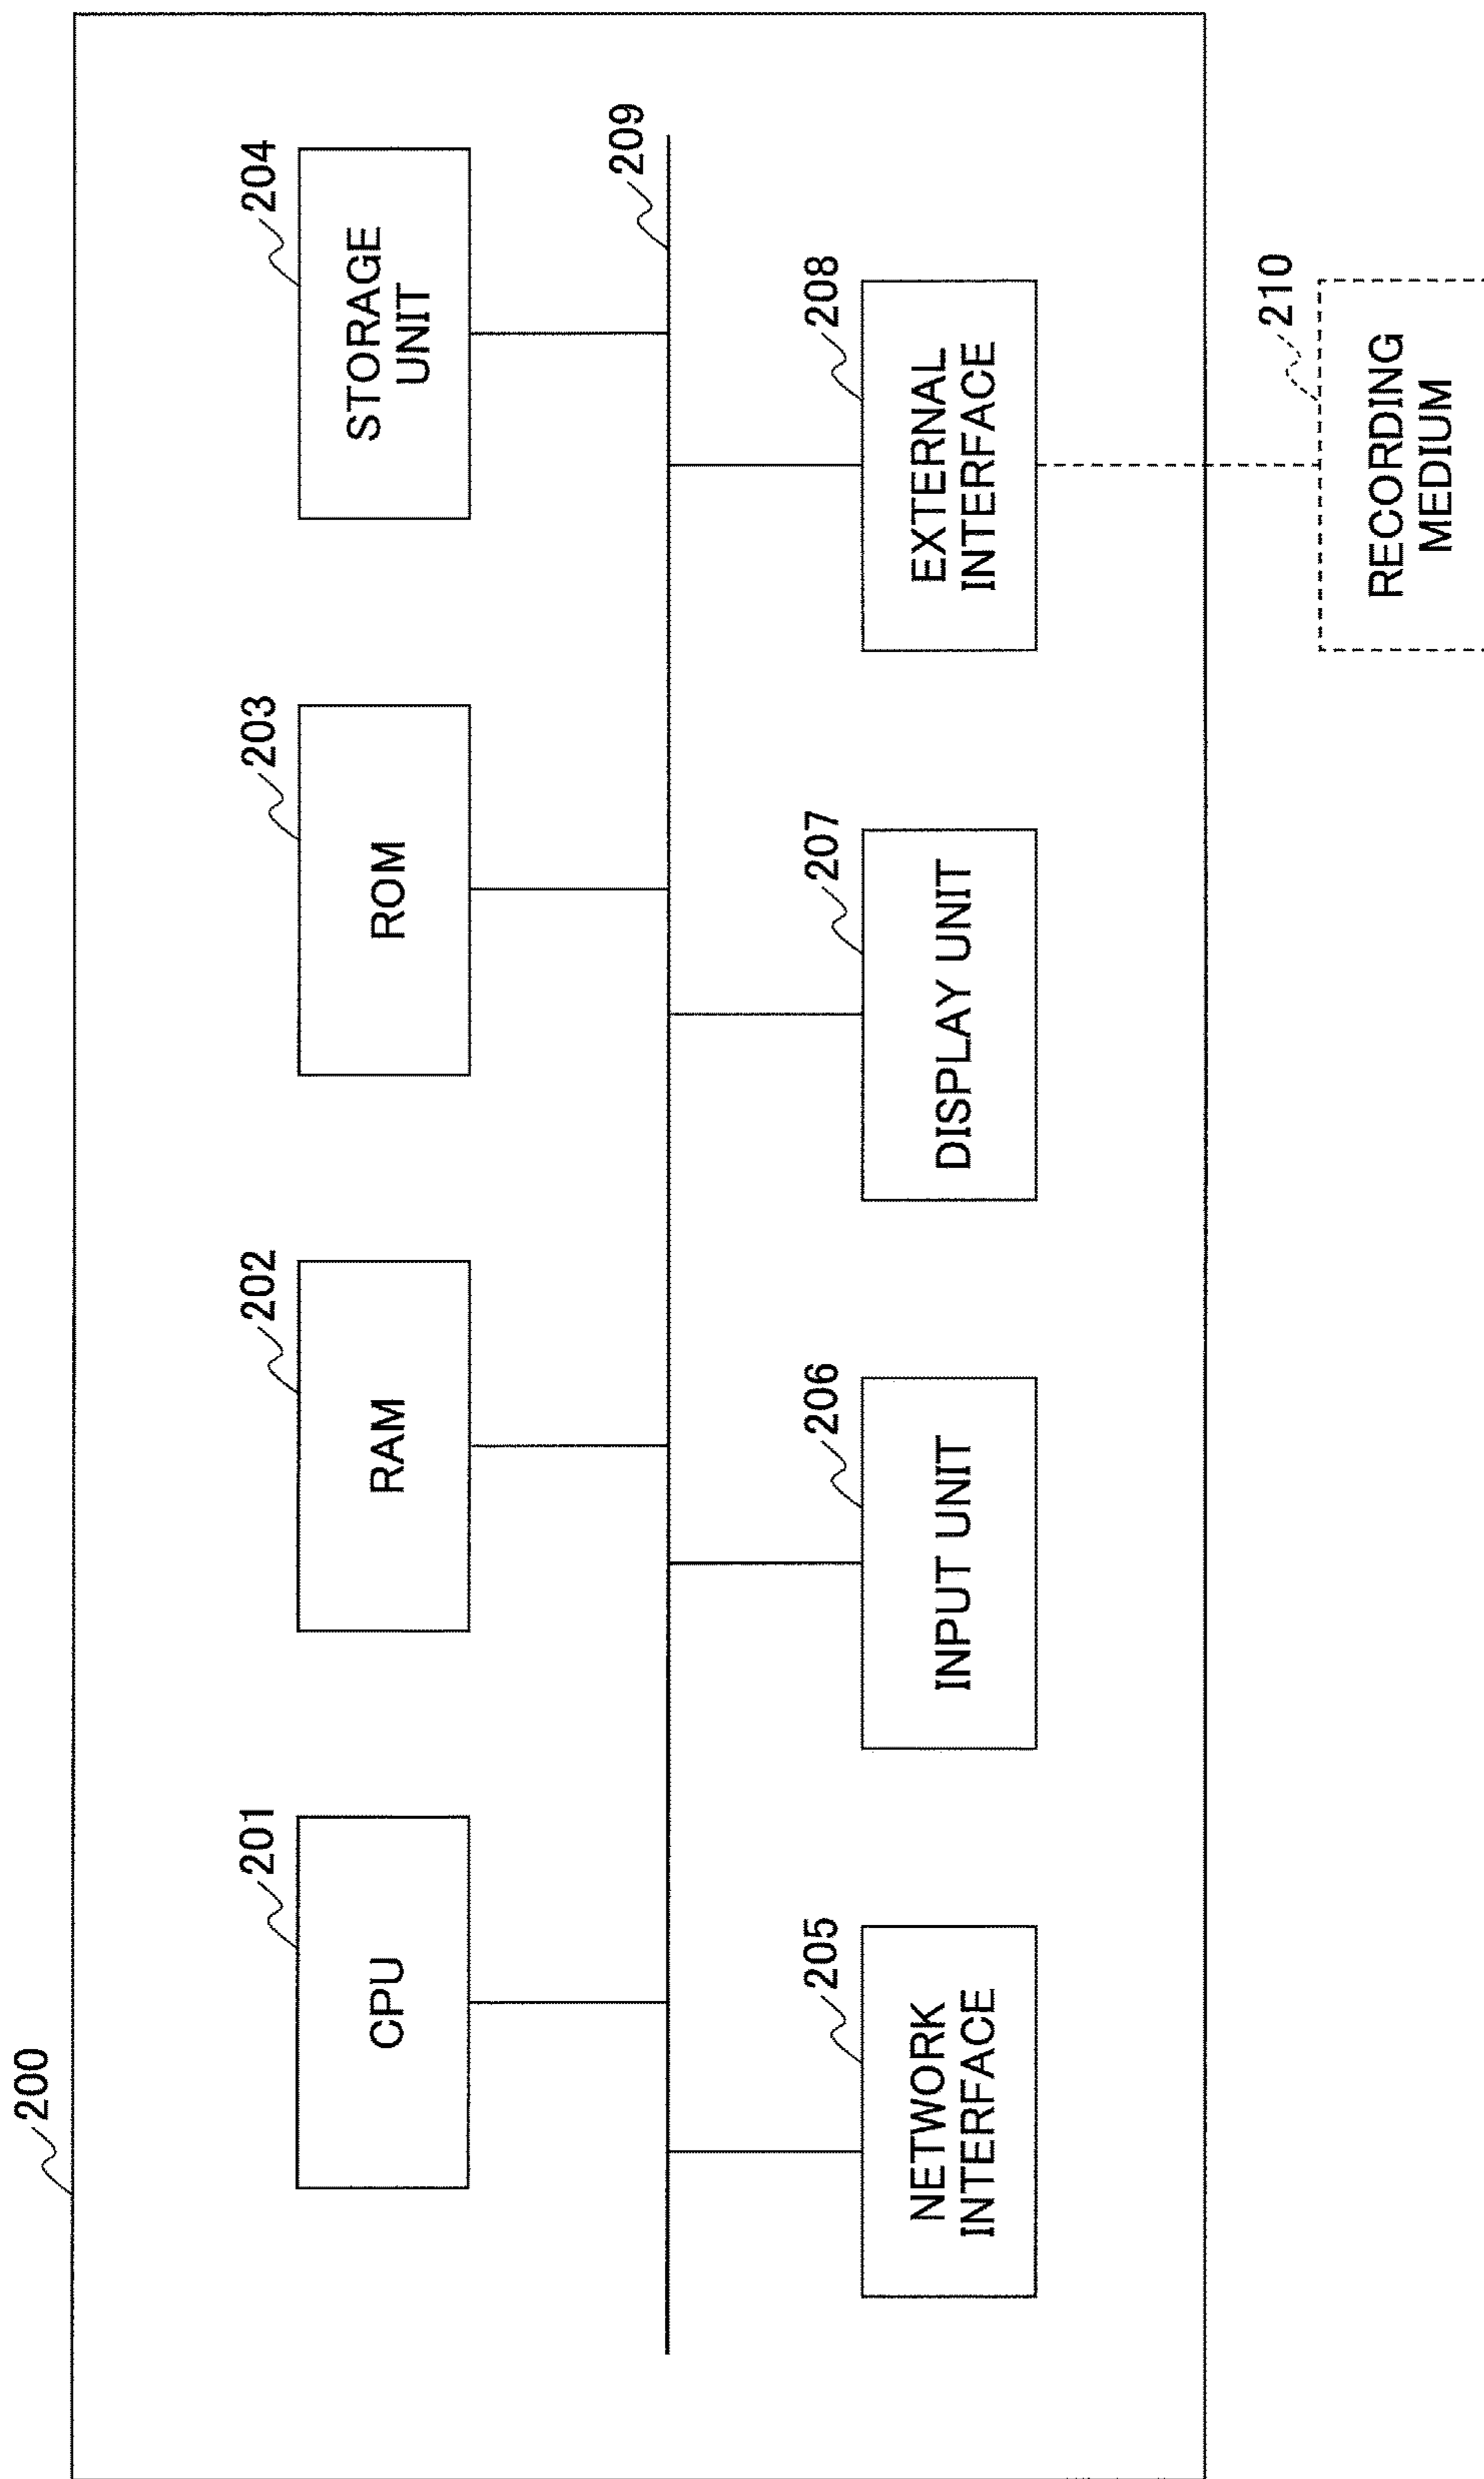 200
201
CPU
202
RAM
203
ROM
204
STORAGE
UNIT
209
205
NETWORK
INTERFACE
206
INPUT UNIT
207
DISPLAY UNIT
208
EXTERNAL
INTERFACE
210
RECORDING
MEDIUM